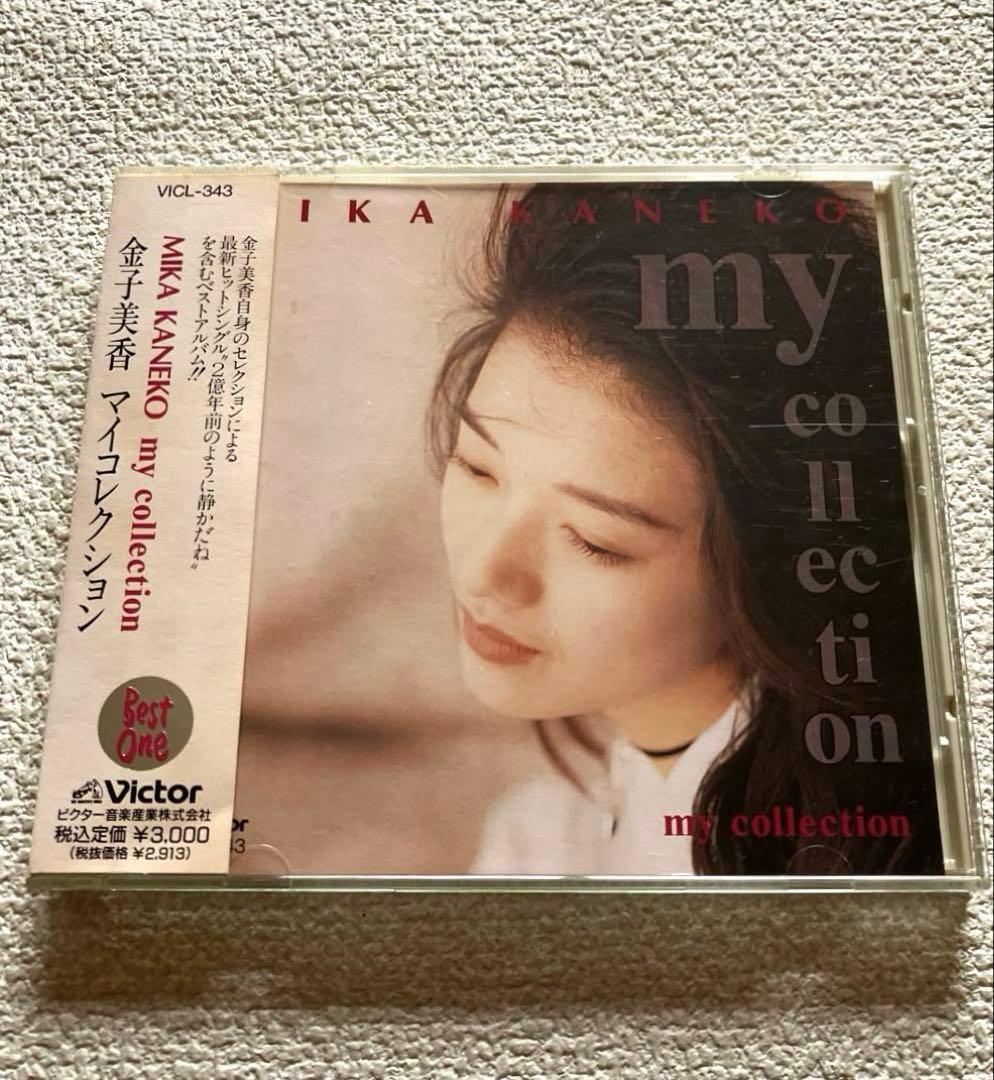 VICL-343
金子美香自身のセレクションによる
最新ヒットシングル〝2億年前のように静かだね〟
を含むベストアルバム!!
MIKA KANEKO my collection
金子美香 マイコレクション
Best
One
Victor
ビクター音楽産業株式会社
税込定価 ¥3,000
(税抜価格 ¥2,913)
IKA KANEKO
my
co
ll
ec
ti
on
my collection
or
43